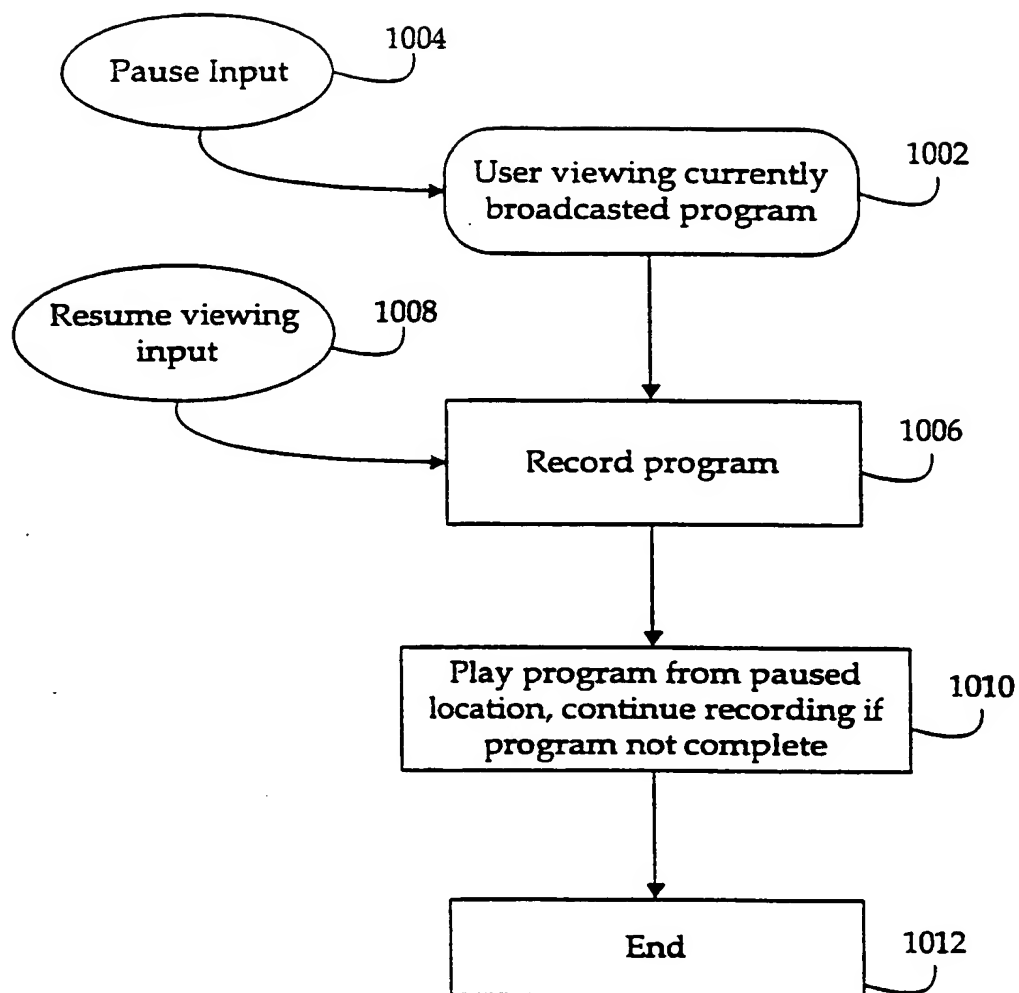 1004
Pause Input
1002
User viewing currently
broadcasted program
1008
Resume viewing
input
1006
Record program
1010
Play program from paused
location, continue recording if
program not complete
End
1012